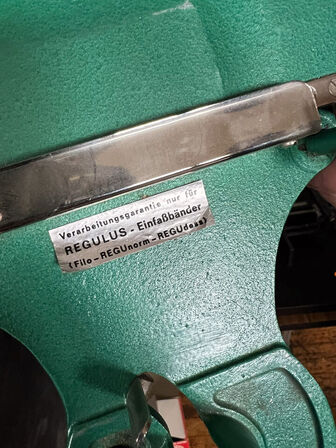 Verarbeitungsgarantie nur für
REGULUS - Einfaßbänder
(Filo-REGUnorm-REGUdess)